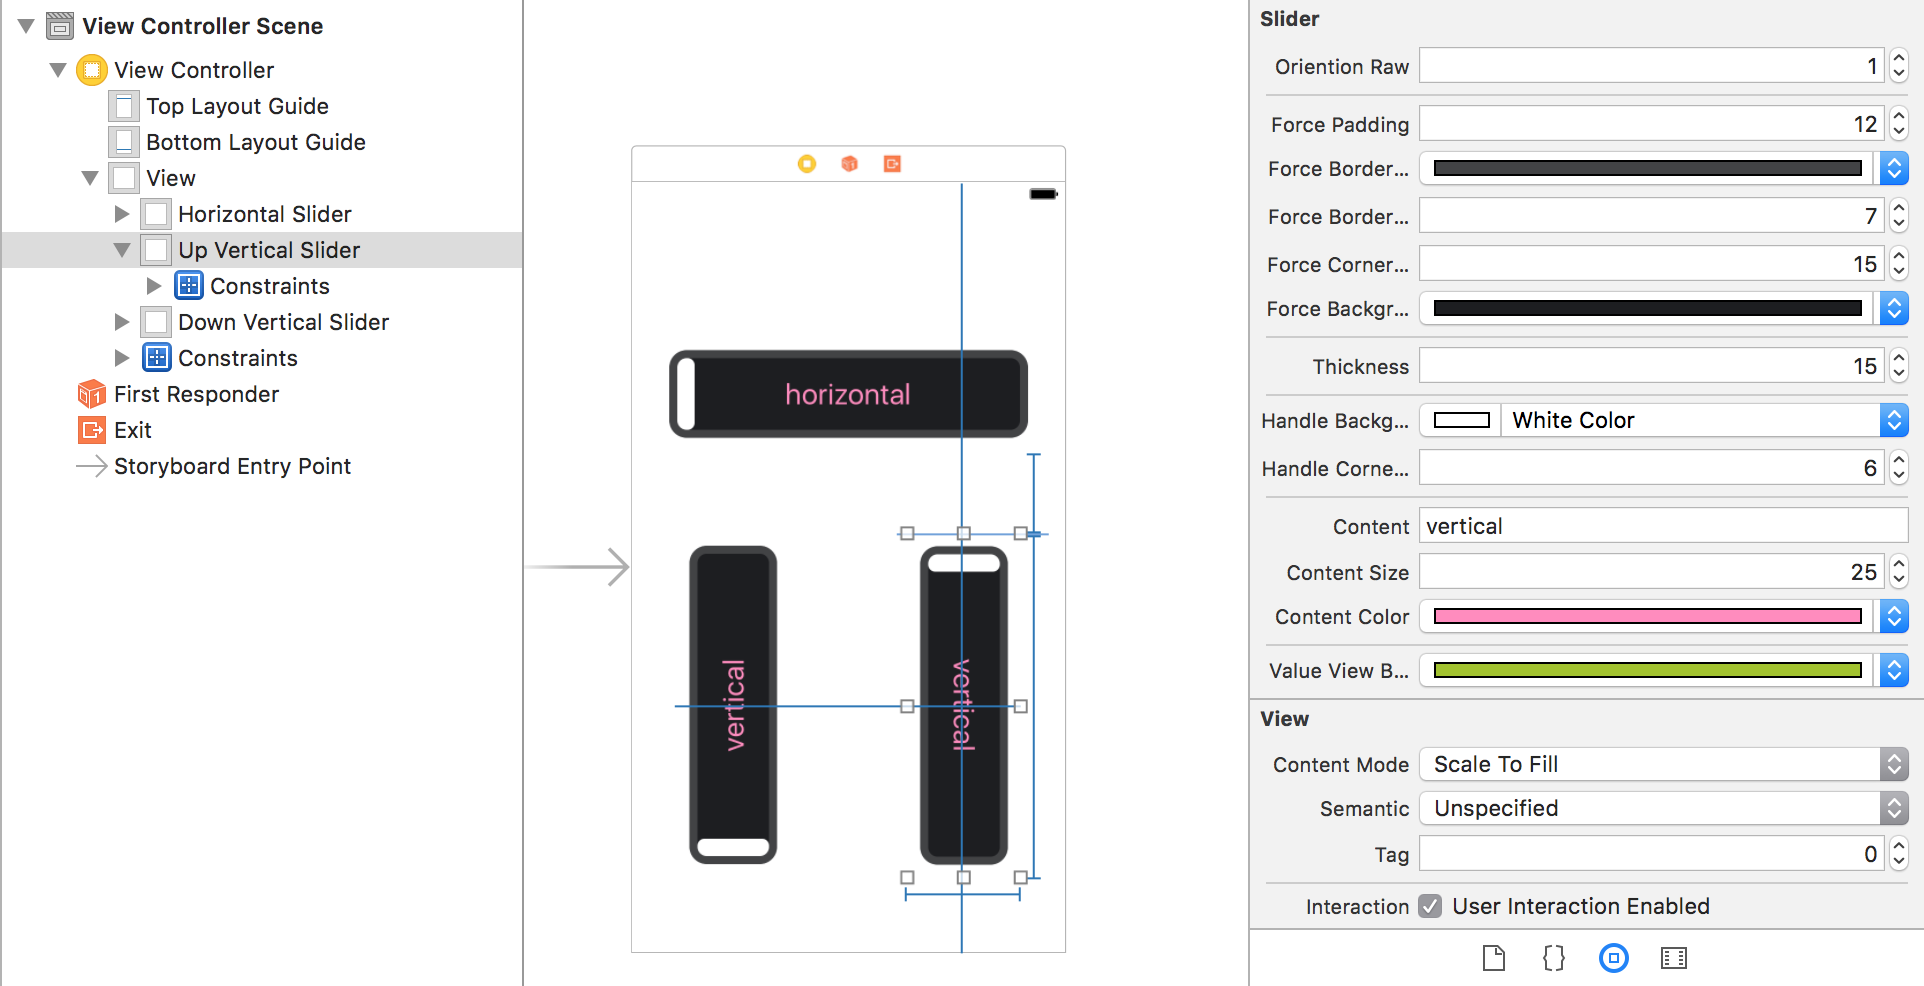 View Controller Scene
View Controller
Top Layout Guide
Bottom Layout Guide
View
Horizontal Slider
Up Vertical Slider
Constraints
Down Vertical Slider
Constraints
First Responder
Exit
Storyboard Entry Point
horizontal
vertical
vertical
Slider
Oriention Raw 1
Force Padding 12
Force Border...
Force Border... 7
Force Corner... 15
Force Backgr...
Thickness 15
Handle Backg... White Color
Handle Corne... 6
Content vertical
Content Size 25
Content Color
Value View B...
View
Content Mode Scale To Fill
Semantic Unspecified
Tag 0
Interaction User Interaction Enabled